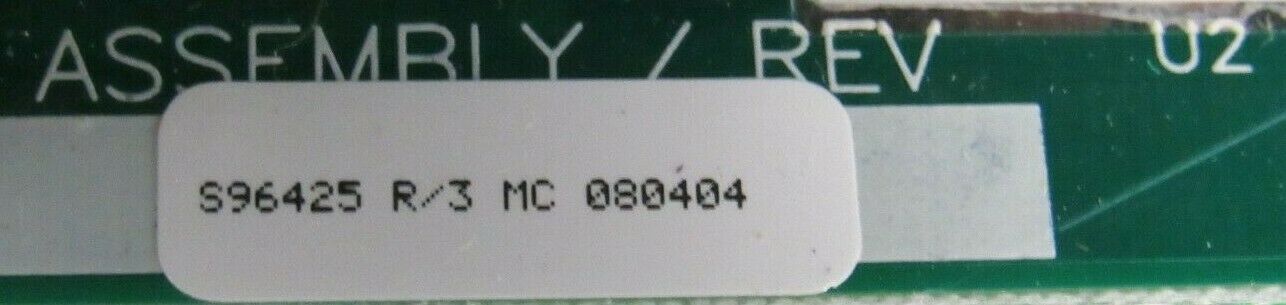 ASSEMBLY / REV
U2
S96425 R/3 MC 080404